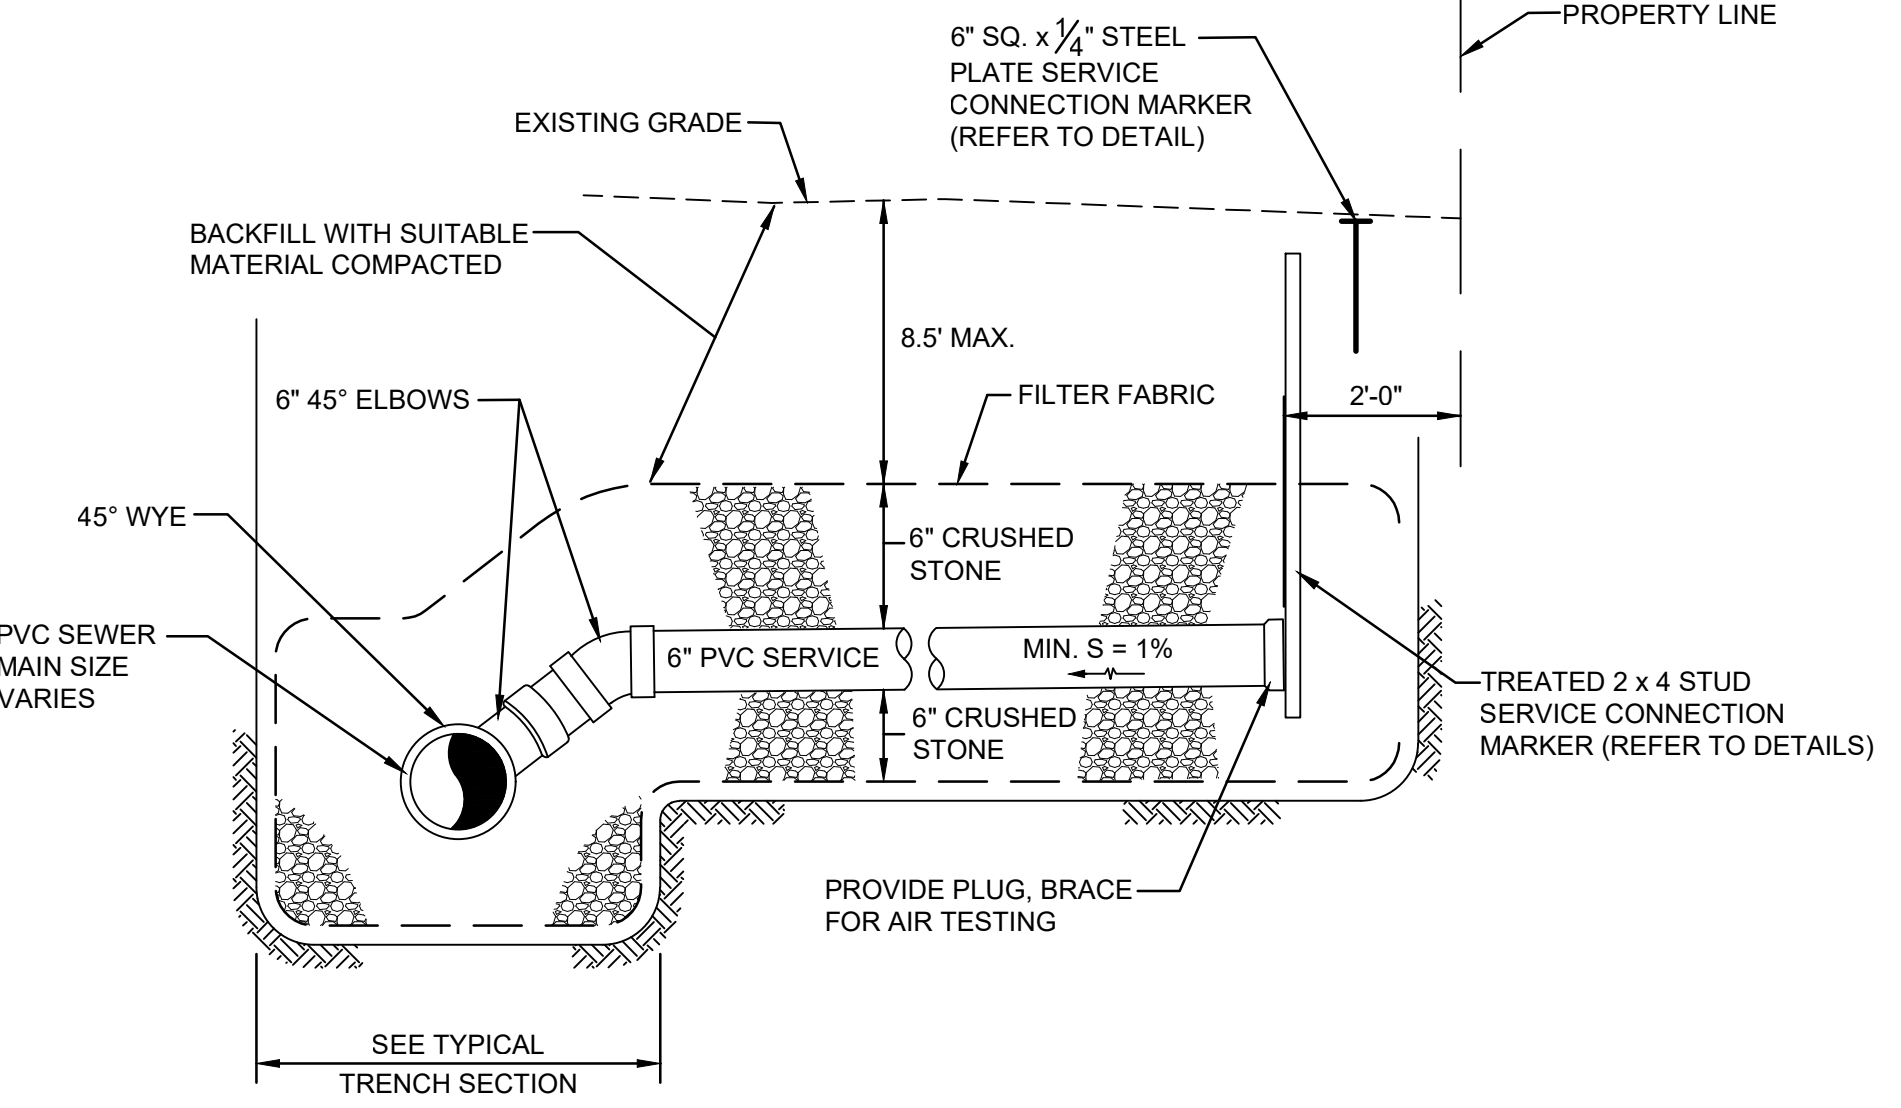 PROPERTY LINE
6" SQ. x 1/4" STEEL
PLATE SERVICE
CONNECTION MARKER
(REFER TO DETAIL)
EXISTING GRADE
BACKFILL WITH SUITABLE
MATERIAL COMPACTED
8.5' MAX.
6" 45° ELBOWS
FILTER FABRIC
2'-0"
45° WYE
6" CRUSHED
STONE
PVC SEWER
MAIN SIZE
VARIES
6" PVC SERVICE
MIN. S = 1%
6" CRUSHED
STONE
TREATED 2 x 4 STUD
SERVICE CONNECTION
MARKER (REFER TO DETAILS)
PROVIDE PLUG, BRACE
FOR AIR TESTING
SEE TYPICAL
TRENCH SECTION